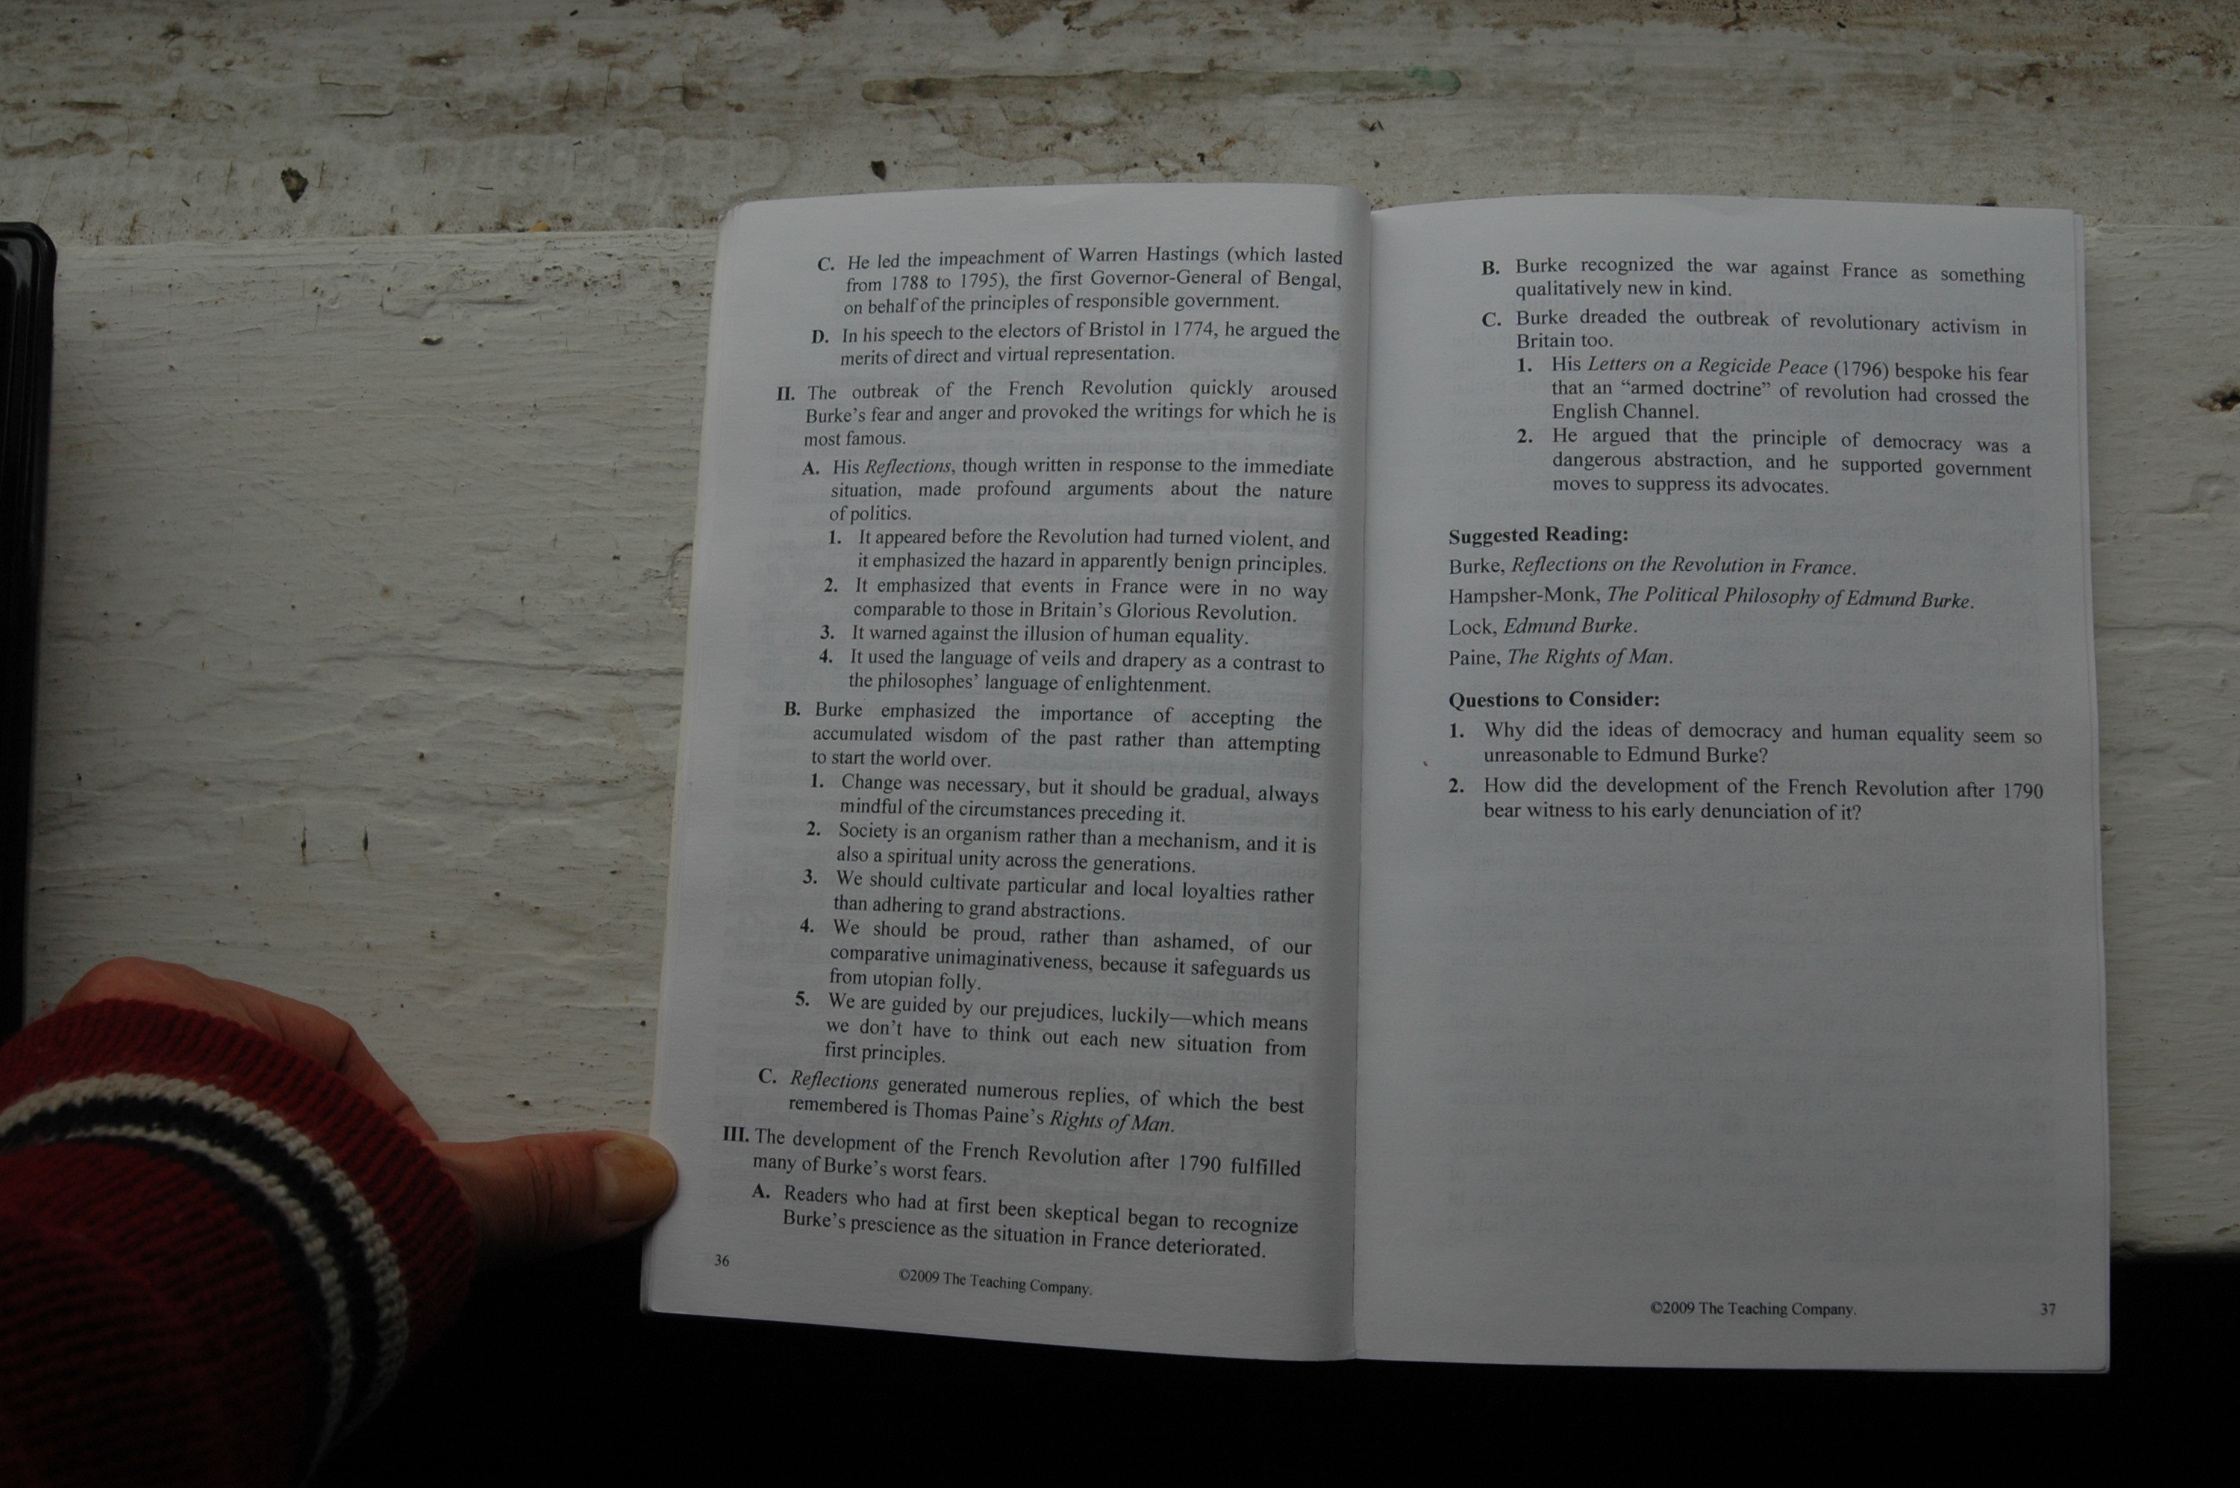 C. He led the impeachment of Warren Hastings (which lasted
from 1788 to 1795), the first Governor-General of Bengal,
on behalf of the principles of responsible government.
D. In his speech to the electors of Bristol in 1774, he argued the
merits of direct and virtual representation.
II. The outbreak of the French Revolution quickly aroused
Burke's fear and anger and provoked the writings for which he is
most famous.
A. His Reflections, though written in response to the immediate
situation, made profound arguments about the nature
of politics.
1. It appeared before the Revolution had turned violent, and
it emphasized the hazard in apparently benign principles.
2. It emphasized that events in France were in no way
comparable to those in Britain's Glorious Revolution.
3. It warned against the illusion of human equality.
4. It used the language of veils and drapery as a contrast to
the philosophes' language of enlightenment.
B. Burke emphasized the importance of accepting the
accumulated wisdom of the past rather than attempting
to start the world over.
1. Change was necessary, but it should be gradual, always
mindful of the circumstances preceding it.
2. Society is an organism rather than a mechanism, and it is
also a spiritual unity across the generations.
3. We should cultivate particular and local loyalties rather
than adhering to grand abstractions.
4. We should be proud, rather than ashamed, of our
comparative unimaginativeness, because it safeguards us
from utopian folly.
5. We are guided by our prejudices, luckily—which means
we don't have to think out each new situation from
first principles.
C. Reflections generated numerous replies, of which the best
remembered is Thomas Paine's Rights of Man.
III. The development of the French Revolution after 1790 fulfilled
many of Burke's worst fears.
A. Readers who had at first been skeptical began to recognize
Burke's prescience as the situation in France deteriorated.
36
©2009 The Teaching Company.
B. Burke recognized the war against France as something
qualitatively new in kind.
C. Burke dreaded the outbreak of revolutionary activism in
Britain too.
1. His Letters on a Regicide Peace (1796) bespoke his fear
that an “armed doctrine” of revolution had crossed the
English Channel.
2. He argued that the principle of democracy was a
dangerous abstraction, and he supported government
moves to suppress its advocates.
Suggested Reading:
Burke, Reflections on the Revolution in France.
Hampsher-Monk, The Political Philosophy of Edmund Burke.
Lock, Edmund Burke.
Paine, The Rights of Man.
Questions to Consider:
1. Why did the ideas of democracy and human equality seem so
unreasonable to Edmund Burke?
2. How did the development of the French Revolution after 1790
bear witness to his early denunciation of it?
©2009 The Teaching Company.
37